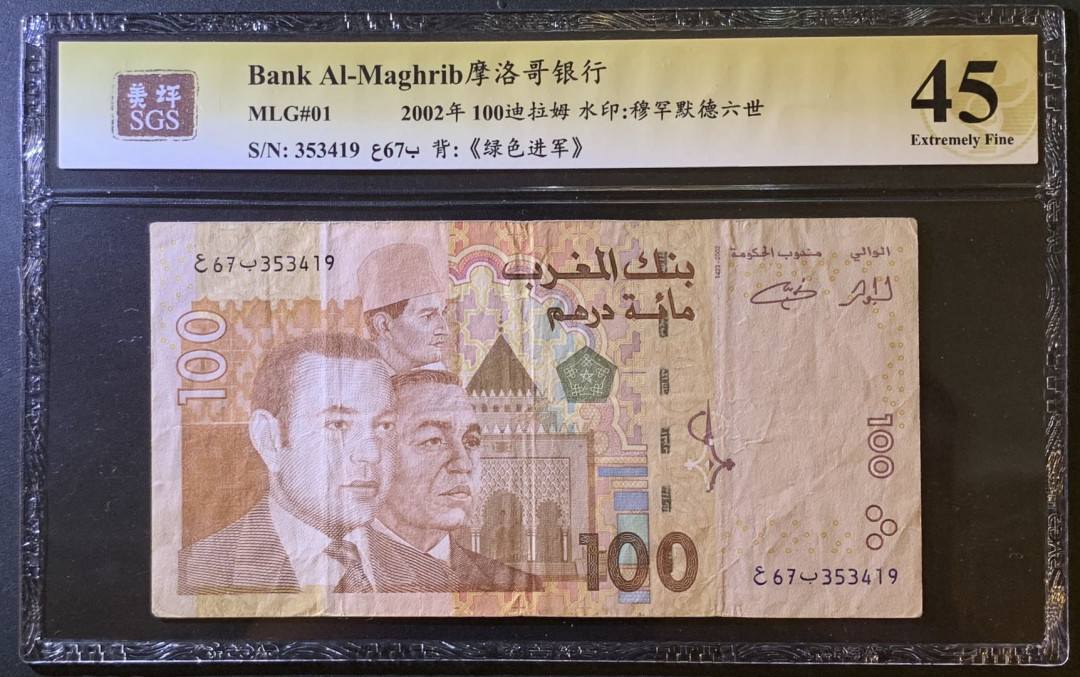 美坪
SGS
Bank Al-Maghrib摩洛哥银行
MLG#01 2002年 100迪拉姆 水印:穆罕默德六世
S/N: 353419 ع67ب 背:《绿色进军》
45
Extremely Fine
ع67ب353419
بنك المغرب
مائة درهم
1423-2002
مندوب الحكومة
الوالي
100
100
100
ع67ب353419